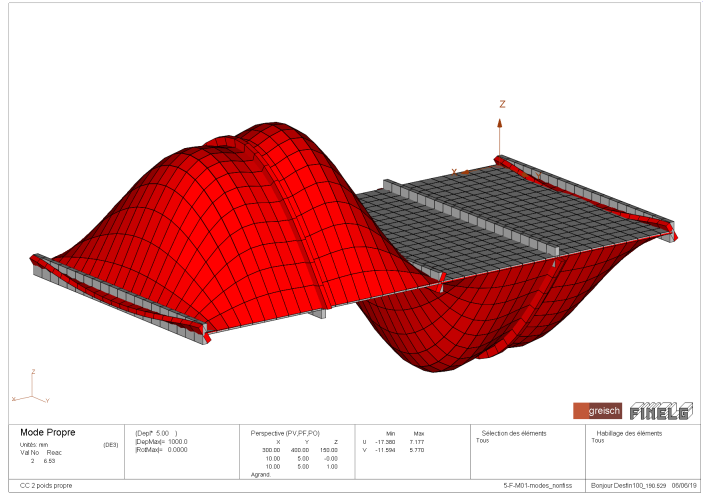 Z
X
Y
Z
X
Y
greisch
FINELG
Mode Propre
Unités: mm (DE3)
Val No Reac
2 6.53
(Depl* 5.00 )
|DepMax|= 1000.0
|RotMax|= 0.0000
Perspective (PV,PF,PO)
X Y Z
300.00 400.00 150.00
10.00 5.00 -0.00
10.00 5.00 1.00
Agrand.
Min Max
U -17.380 7.177
V -11.594 5.770
Sélection des éléments
Tous
Habillage des éléments
Tous
CC 2 poids propre
5-F-M01-modes_nonfiss
Bonjour Desfin100_190.529 06/06/19